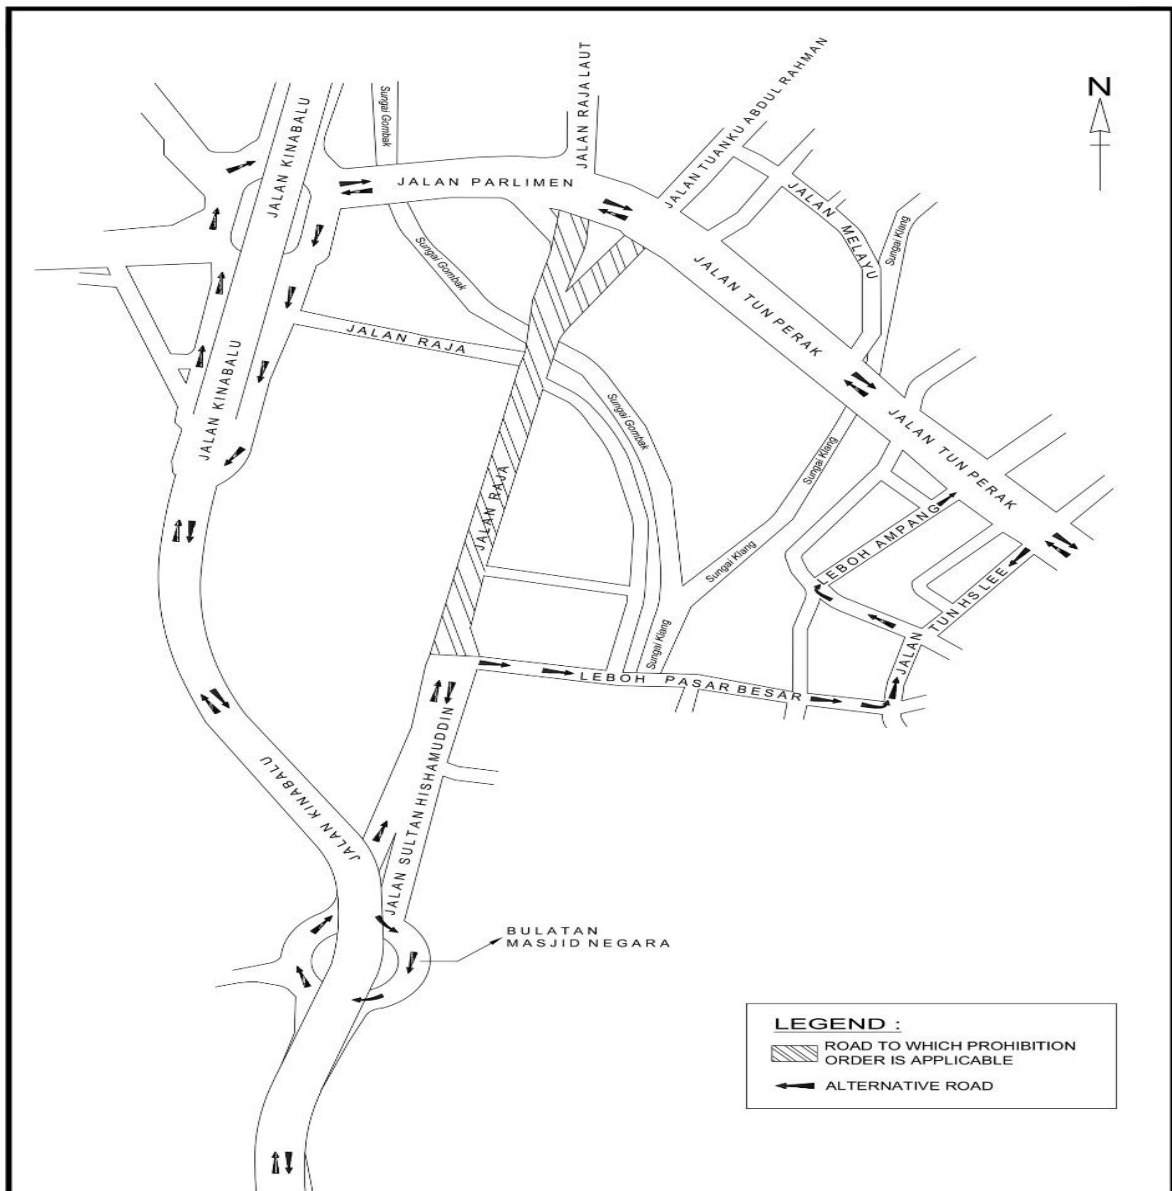 N
JALAN KINABALU
Sungai Gombak
JALAN RAJA LAUT
JALAN TUANKU ABDUL RAHMAN
JALAN KINABALU
JALAN PARLIMEN
JALAN MELAYU
Sungai Klang
Sungai Gombak
JALAN TUN PERAK
JALAN RAJA
JALAN KINABALU
Sungai Gombak
JALAN TUN PERAK
Sungai Klang
JALAN RAJA
LEBOH AMPANG
Sungai Klang
JALAN TUN HS LEE
Sungai Klang
LEBOH PASAR BESAR
JALAN KINABALU
JALAN SULTAN HISHAMUDDIN
BULATAN
MASJID NEGARA
LEGEND :
ROAD TO WHICH PROHIBITION
ORDER IS APPLICABLE
ALTERNATIVE ROAD